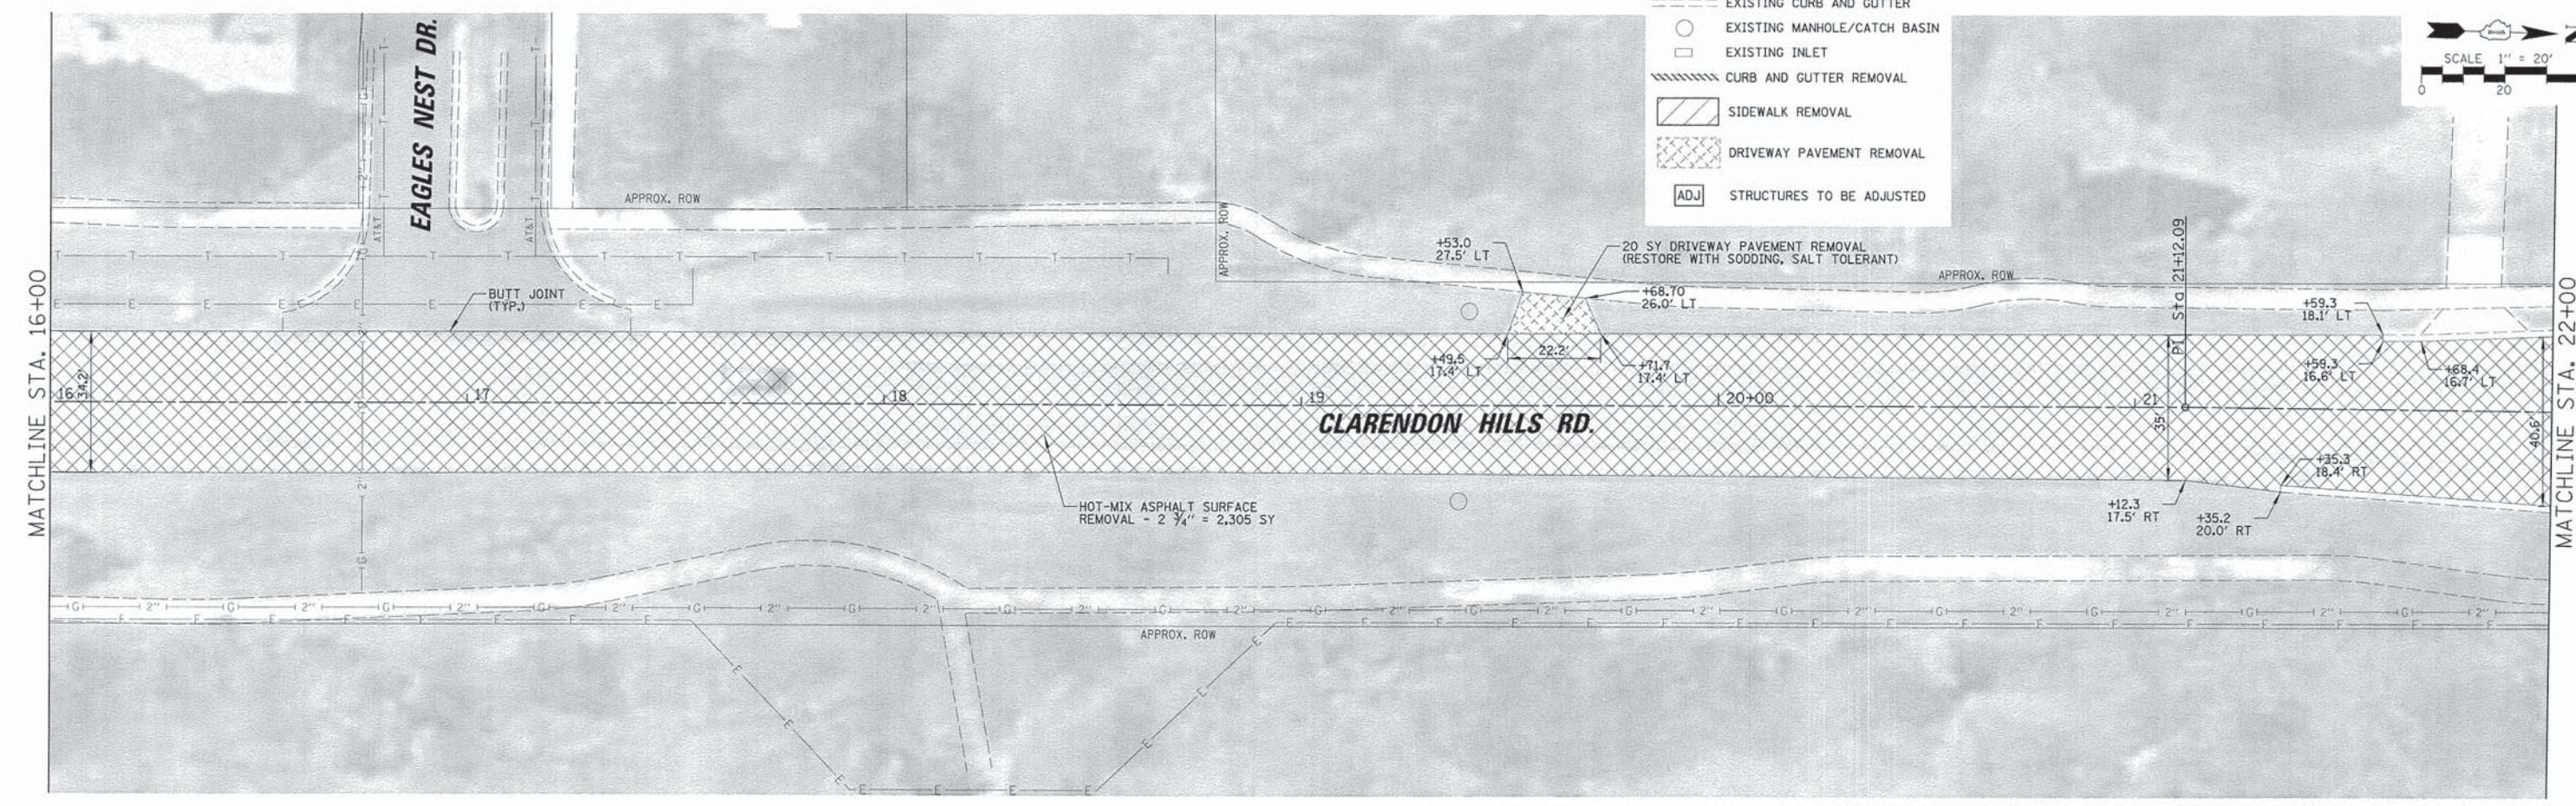 EXISTING CURB AND GUTTER
EXISTING MANHOLE/CATCH BASIN
EXISTING INLET
CURB AND GUTTER REMOVAL
SIDEWALK REMOVAL
DRIVEWAY PAVEMENT REMOVAL
ADJ STRUCTURES TO BE ADJUSTED
SCALE 1" = 20'
0 20
MATCHLINE STA. 16+00
EAGLES NEST DR.
AT&T
AT&T
APPROX. ROW
APPROX. ROW
BUTT JOINT
(TYP.)
+53.0
27.5' LT
20 SY DRIVEWAY PAVEMENT REMOVAL
(RESTORE WITH SODDING, SALT TOLERANT)
+68.70
26.0' LT
APPROX. ROW
PI Sta 21+12.09
+59.3
18.1' LT
+49.5
17.4' LT
22.2'
+71.7
17.4' LT
+59.3
16.6' LT
+68.4
16.7' LT
34.2'
16
17
18
19
20+00
21
CLARENDON HILLS RD.
35'
40.6'
+35.3
18.4' RT
+12.3
17.5' RT
+35.2
20.0' RT
HOT-MIX ASPHALT SURFACE
REMOVAL - 2 3/4" = 2,305 SY
APPROX. ROW
MATCHLINE STA. 22+00